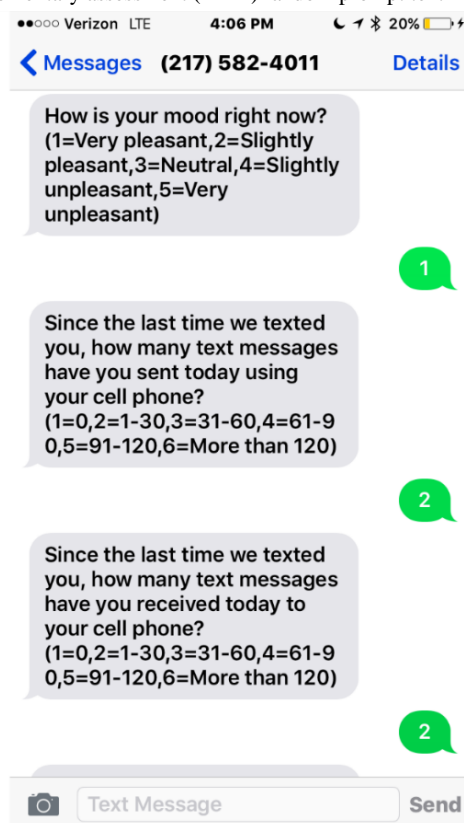 Verizon LTE 4:06 PM 20%
Messages (217) 582-4011 Details
How is your mood right now?
(1=Very pleasant,2=Slightly
pleasant,3=Neutral,4=Slightly
unpleasant,5=Very
unpleasant)
1
Since the last time we texted
you, how many text messages
have you sent today using
your cell phone?
(1=0,2=1-30,3=31-60,4=61-9
0,5=91-120,6=More than 120)
2
Since the last time we texted
you, how many text messages
have you received today to
your cell phone?
(1=0,2=1-30,3=31-60,4=61-9
0,5=91-120,6=More than 120)
2
Text Message Send